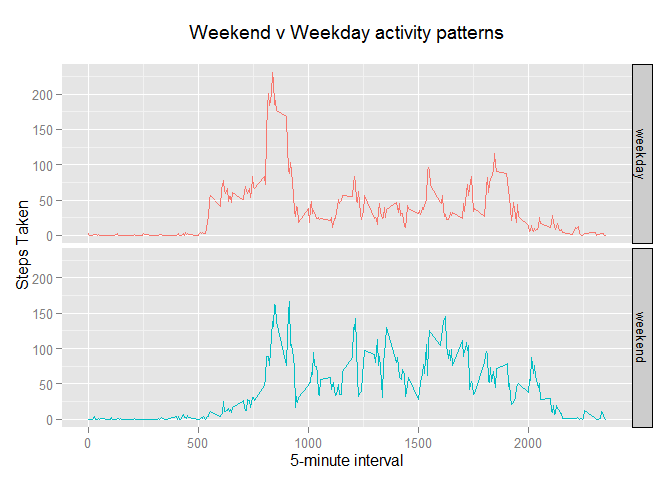 Weekend v Weekday activity patterns
200
150
100
50
0
weekday
200
150
100
50
0
weekend
Steps Taken
0 500 1000 1500 2000
5-minute interval